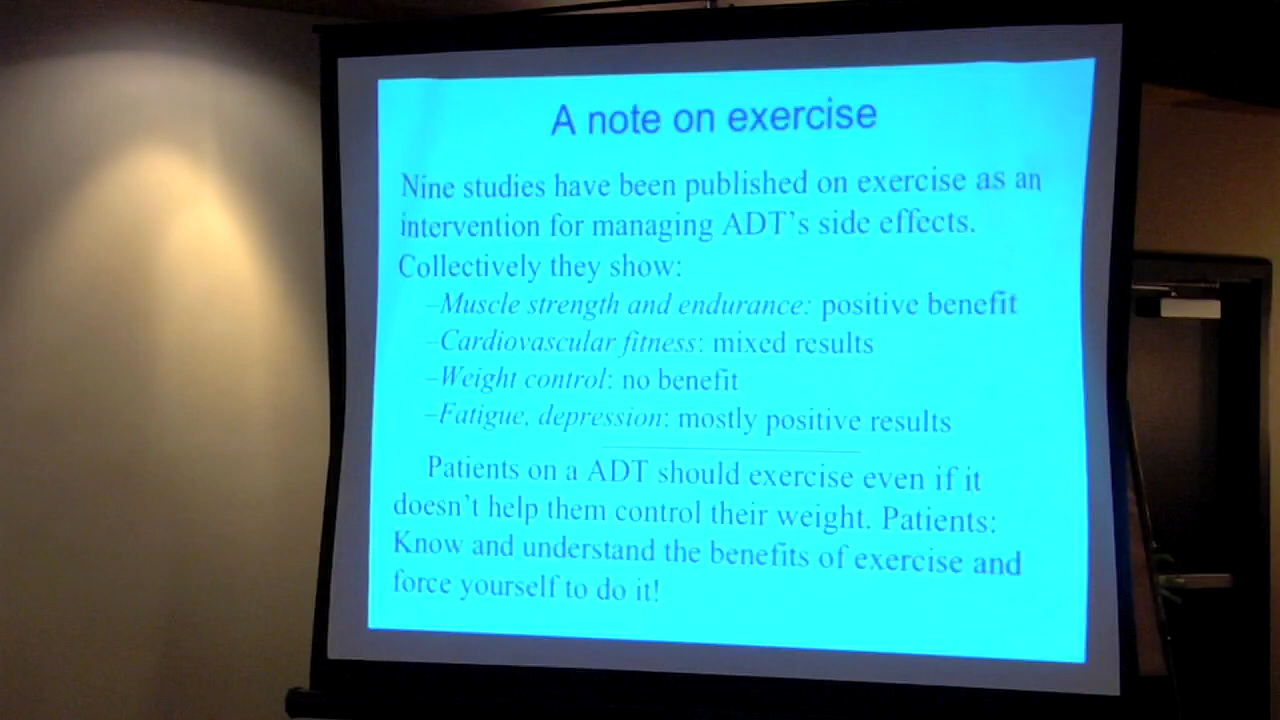 A note on exercise
Nine studies have been published on exercise as an
intervention for managing ADT's side effects.
Collectively they show:
–Muscle strength and endurance: positive benefit
–Cardiovascular fitness: mixed results
–Weight control: no benefit
–Fatigue, depression: mostly positive results
Patients on a ADT should exercise even if it
doesn't help them control their weight. Patients:
Know and understand the benefits of exercise and
force yourself to do it!